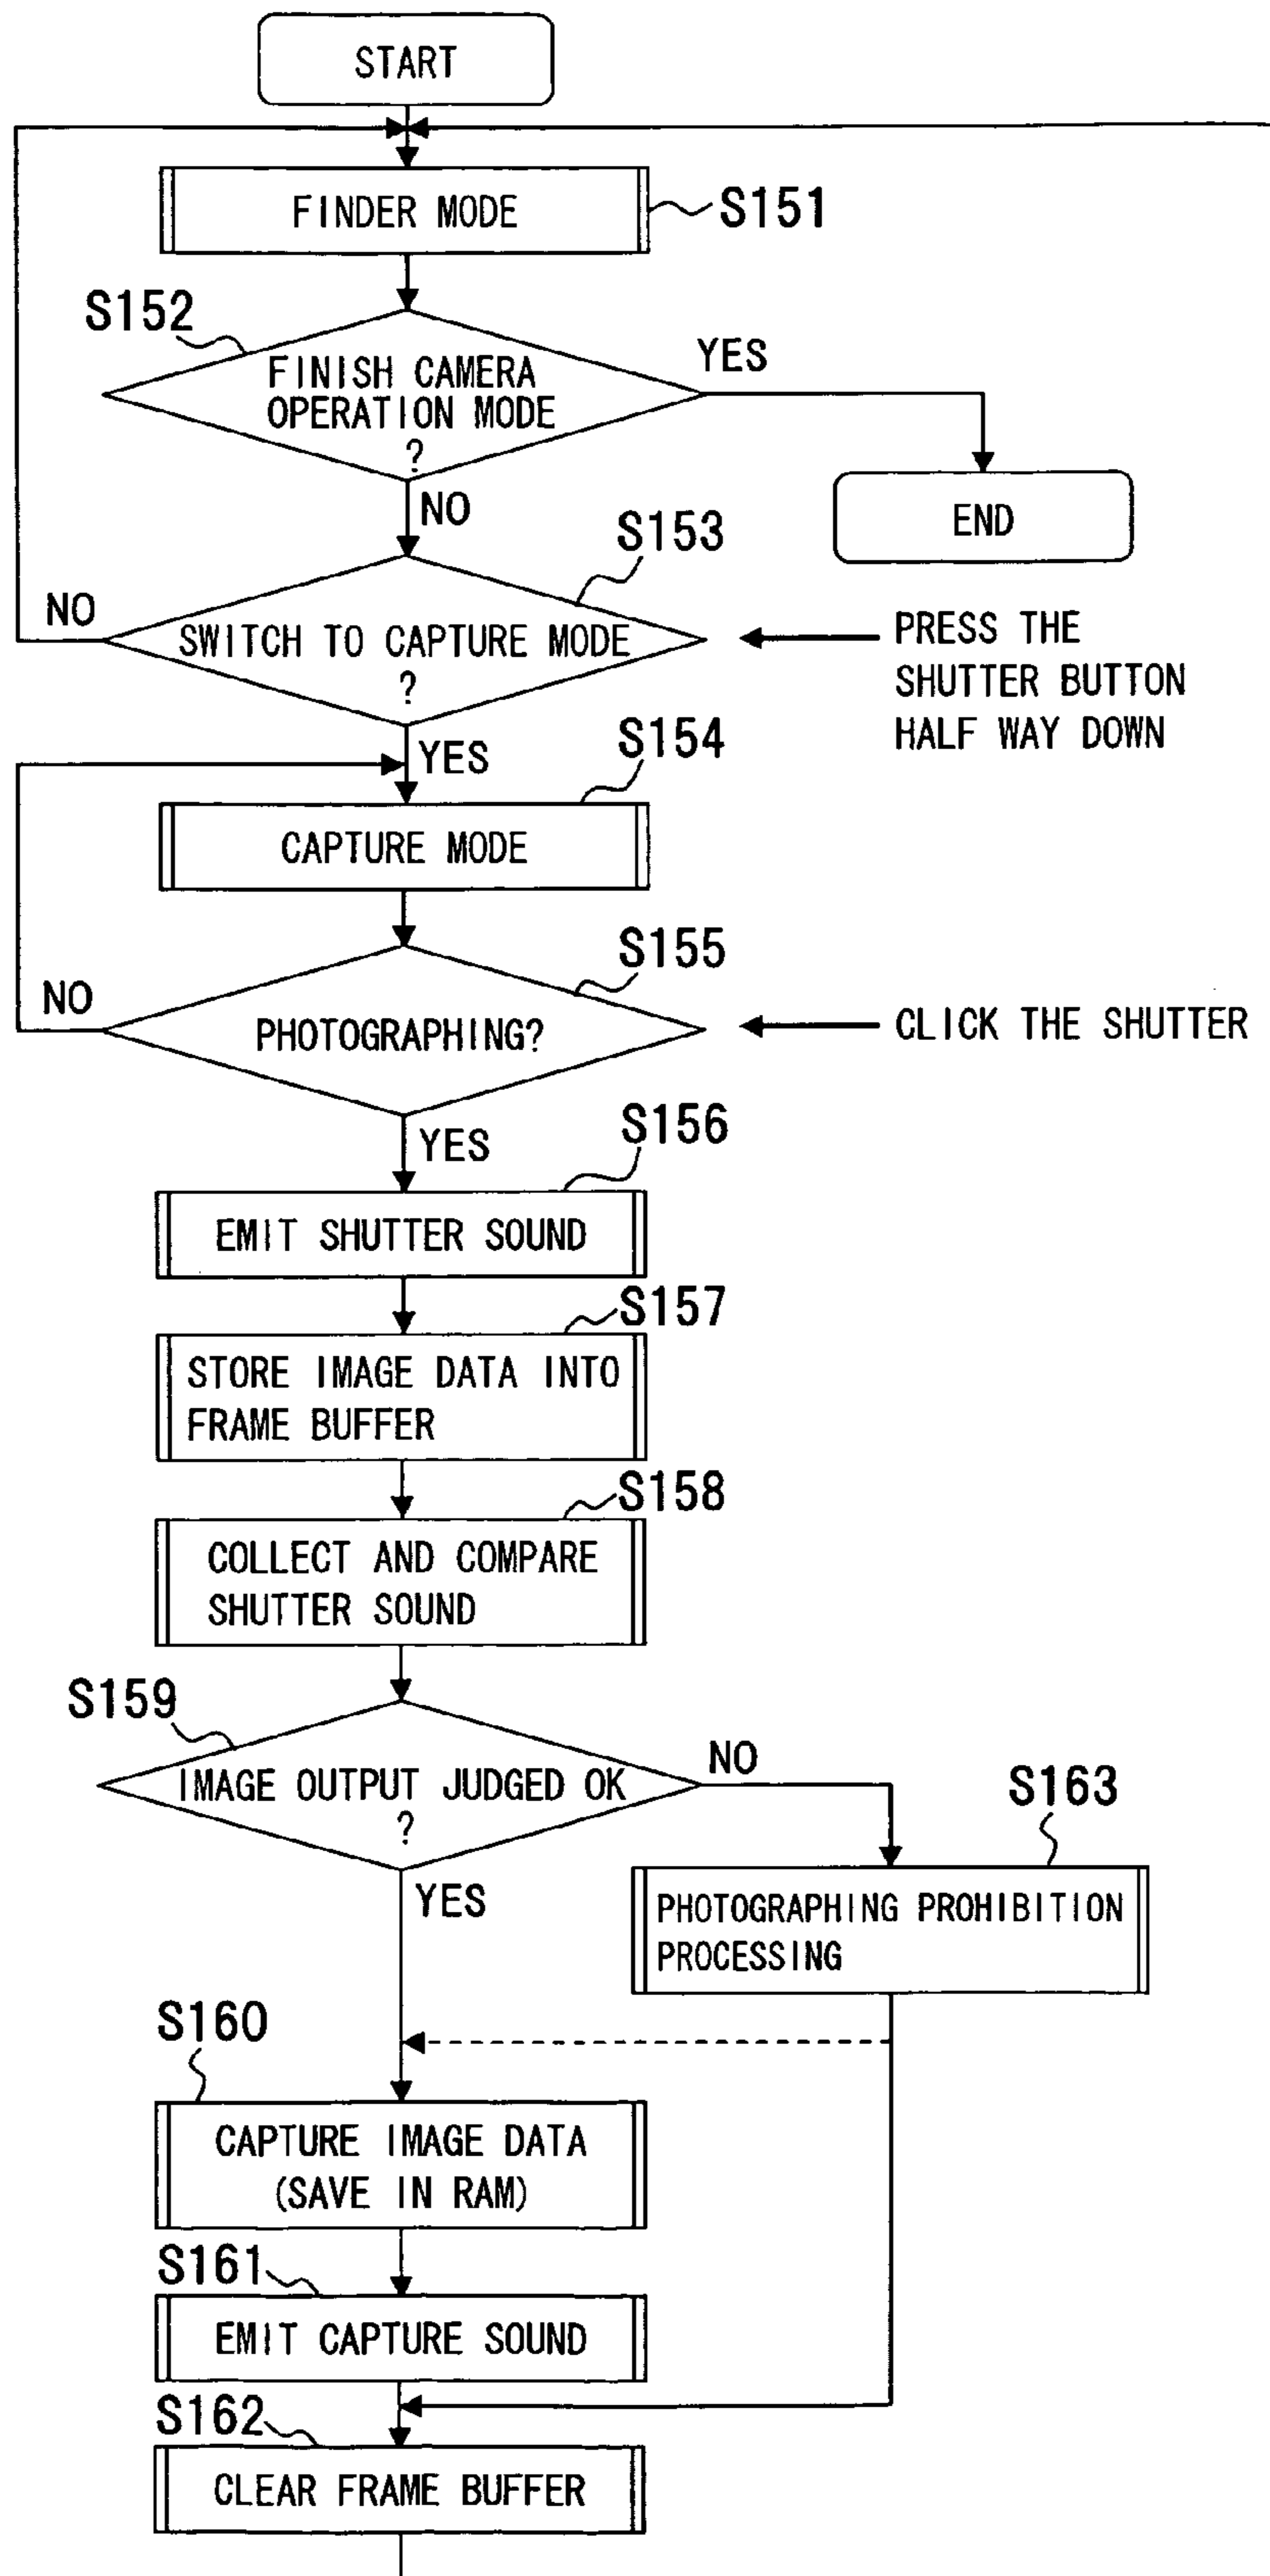 START
FINDER MODE
S151
S152
FINISH CAMERA
OPERATION MODE
?
YES
END
NO
S153
SWITCH TO CAPTURE MODE
?
NO
PRESS THE
SHUTTER BUTTON
HALF WAY DOWN
YES
S154
CAPTURE MODE
S155
PHOTOGRAPHING?
NO
CLICK THE SHUTTER
YES
S156
EMIT SHUTTER SOUND
S157
STORE IMAGE DATA INTO
FRAME BUFFER
S158
COLLECT AND COMPARE
SHUTTER SOUND
S159
IMAGE OUTPUT JUDGED OK
?
NO
S163
PHOTOGRAPHING PROHIBITION
PROCESSING
YES
S160
CAPTURE IMAGE DATA
(SAVE IN RAM)
S161
EMIT CAPTURE SOUND
S162
CLEAR FRAME BUFFER